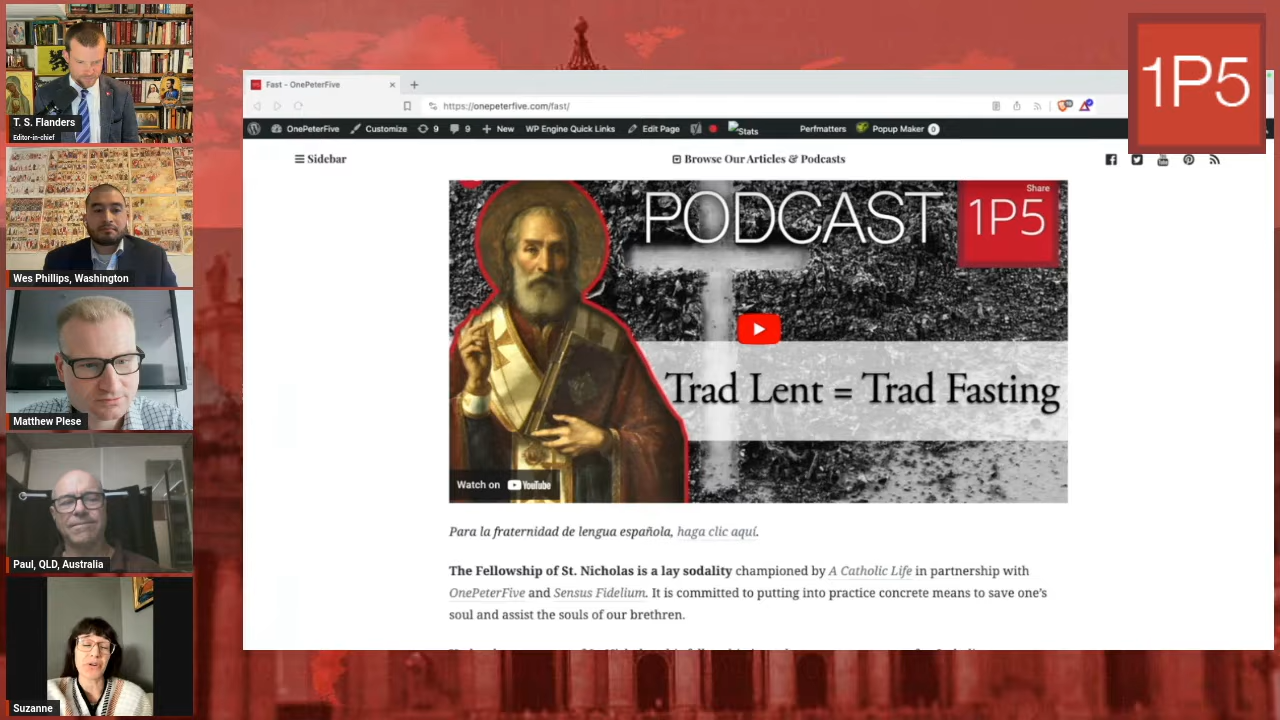 T. S. Flanders
Editor-in-chief
Wes Phillips, Washington
Matthew Plese
Paul, QLD, Australia
Suzanne
1P5
Fast - OnePeterFive
https://onepeterfive.com/fast/
OnePeterFive Customize 9 9 New WP Engine Quick Links Edit Page Stats Perfmatters Popup Maker 0
Sidebar
Browse Our Articles & Podcasts
PODCAST
Share
1P5
Trad Lent = Trad Fasting
Watch on YouTube
Para la fraternidad de lengua española, haga clic aquí.
The Fellowship of St. Nicholas is a lay sodality championed by A Catholic Life in partnership with
OnePeterFive and Sensus Fidelium. It is committed to putting into practice concrete means to save one's
soul and assist the souls of our brethren.